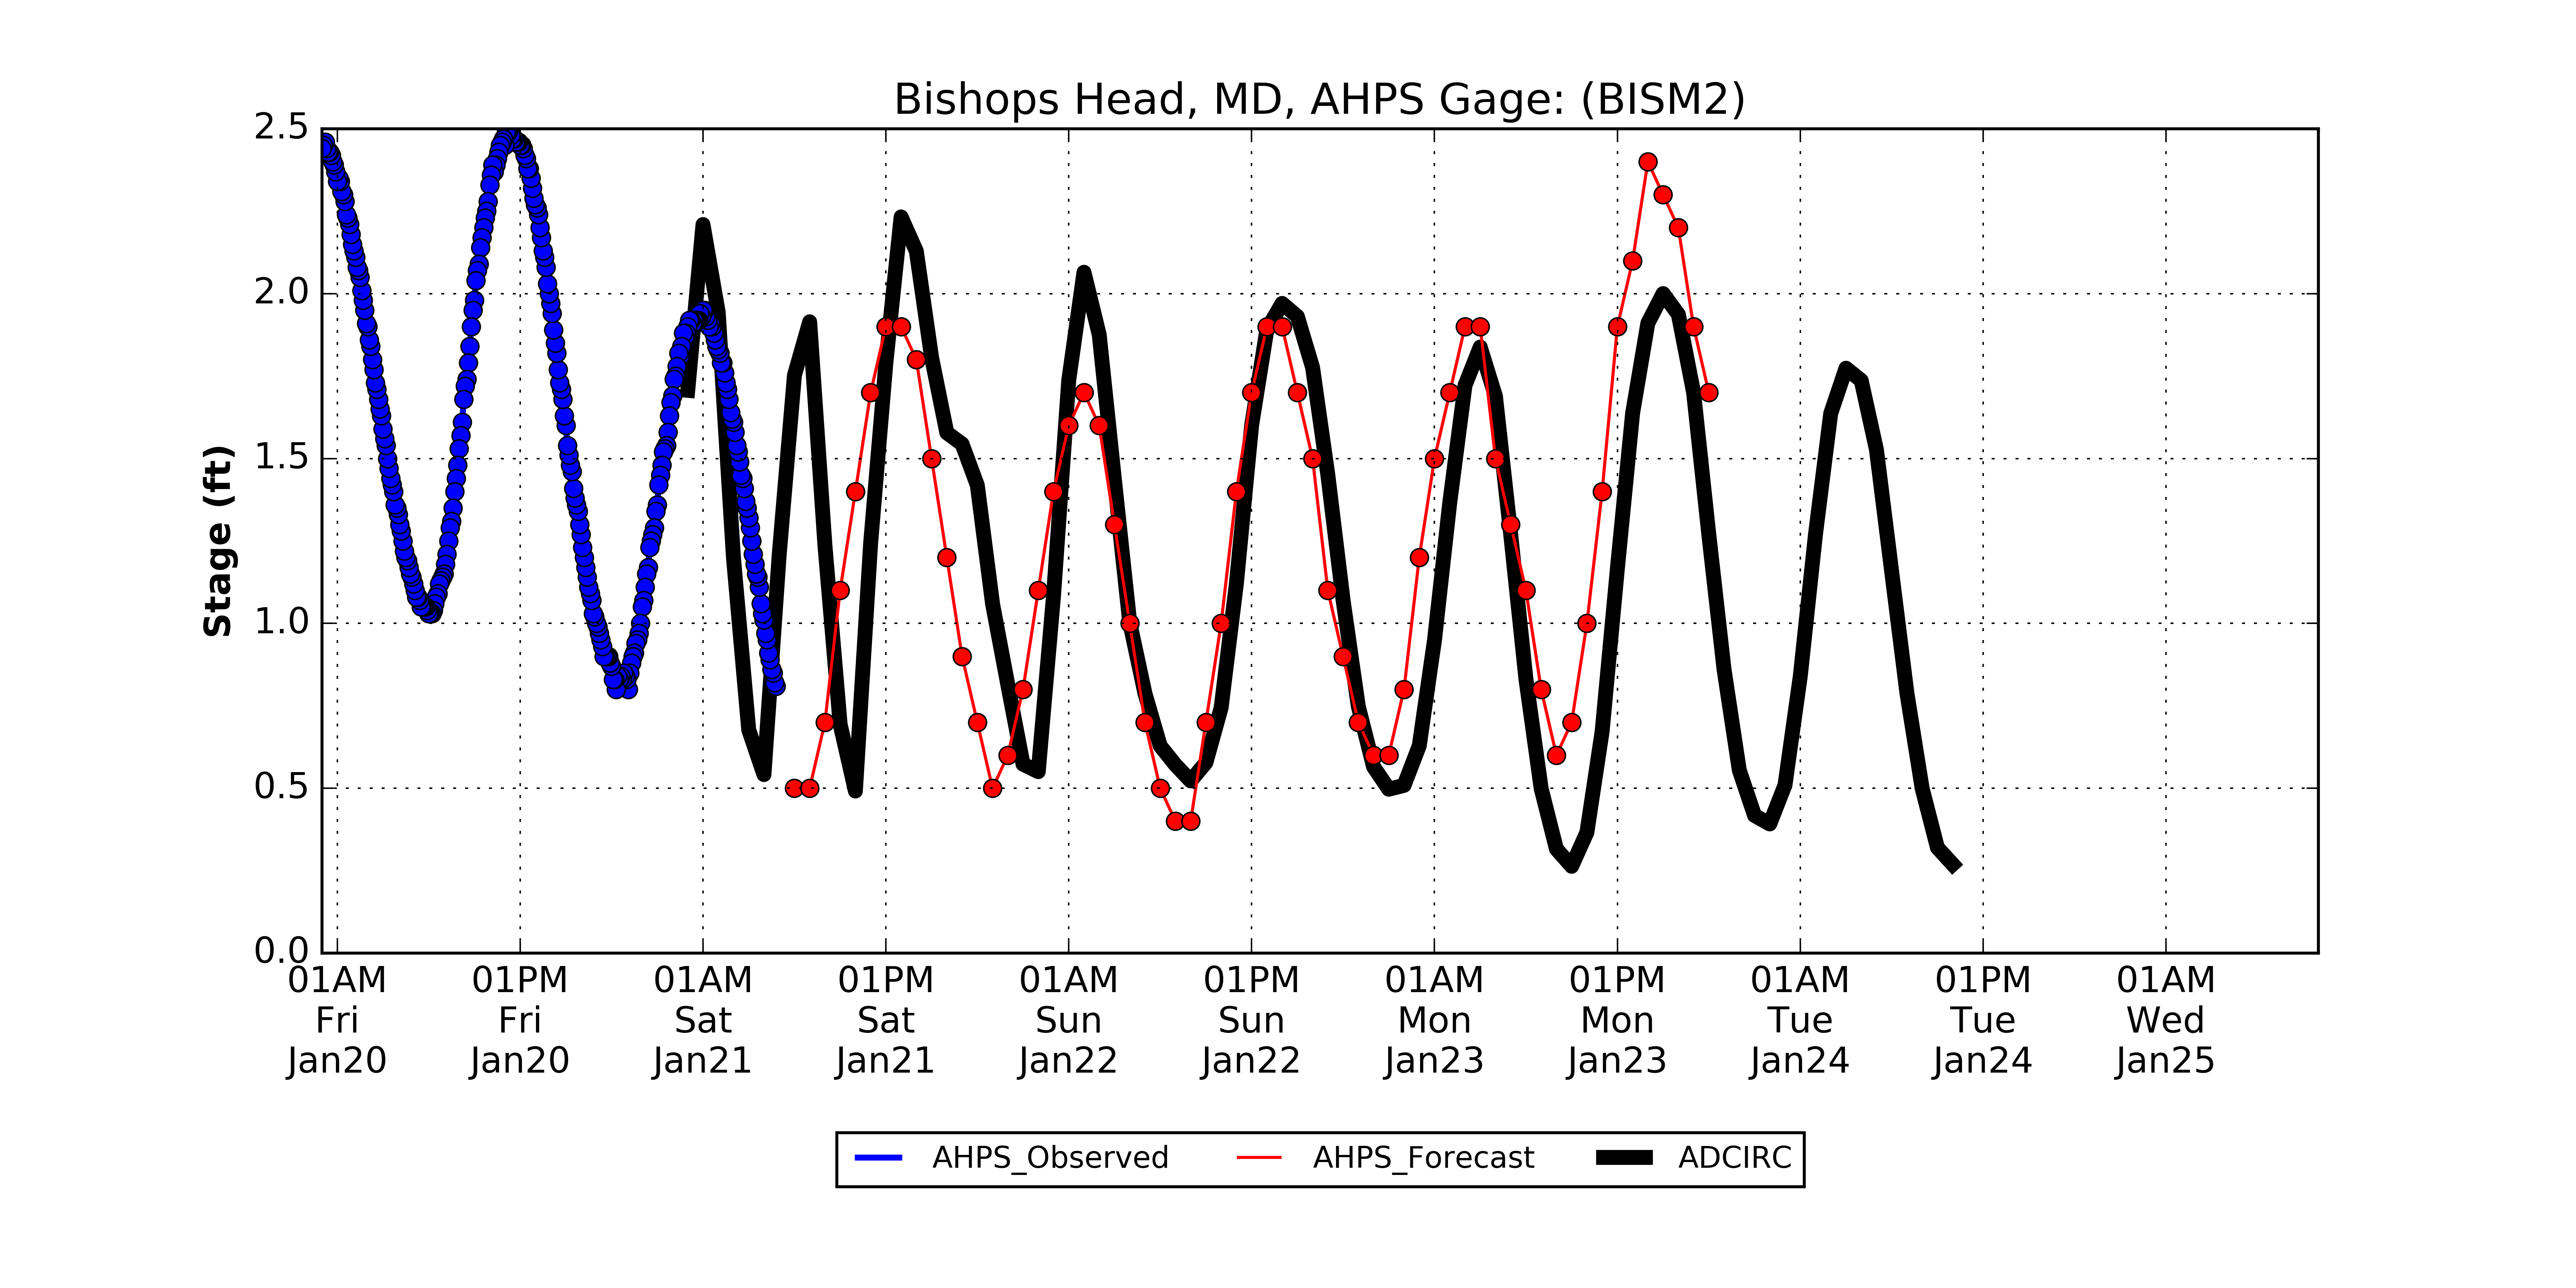 Bishops Head, MD, AHPS Gage: (BISM2)
Stage (ft)
2.5
2.0
1.5
1.0
0.5
0.0
01AM 01PM 01AM 01PM 01AM 01PM 01AM 01PM 01AM 01PM 01AM
Fri Fri Sat Sat Sun Sun Mon Mon Tue Tue Wed
Jan20 Jan20 Jan21 Jan21 Jan22 Jan22 Jan23 Jan23 Jan24 Jan24 Jan25
AHPS_Observed AHPS_Forecast ADCIRC